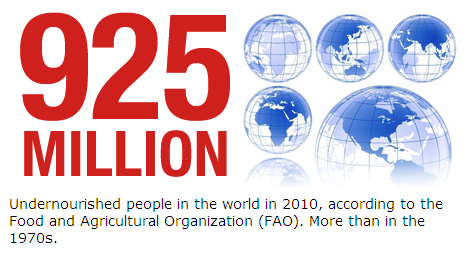 925
MILLION
Undernourished people in the world in 2010, according to the
Food and Agricultural Organization (FAO). More than in the
1970s.